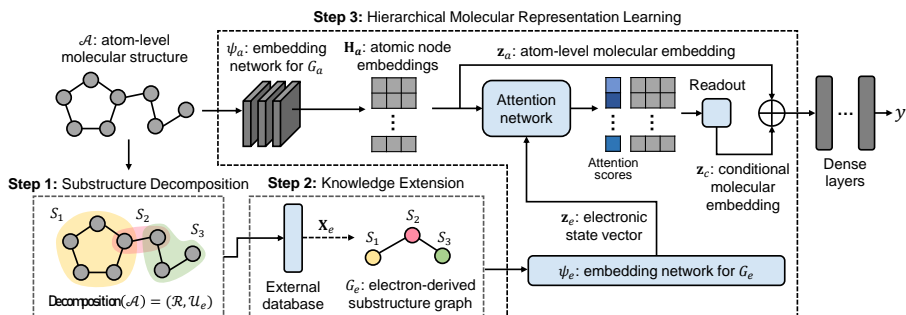 Step 3: Hierarchical Molecular Representation Learning
𝒜: atom-level
molecular structure
ψₐ: embedding
network for Gₐ
Hₐ: atomic node
embeddings
zₐ: atom-level molecular embedding
Attention
network
Attention
scores
Readout
z_c: conditional
molecular
embedding
Dense
layers
y
Step 1: Substructure Decomposition
S₁
S₂
S₃
Decomposition(𝒜) = (ℛ, 𝒰ₑ)
Step 2: Knowledge Extension
External
database
Xₑ
S₁
S₂
S₃
Gₑ: electron-derived
substructure graph
zₑ: electronic
state vector
ψₑ: embedding network for Gₑ